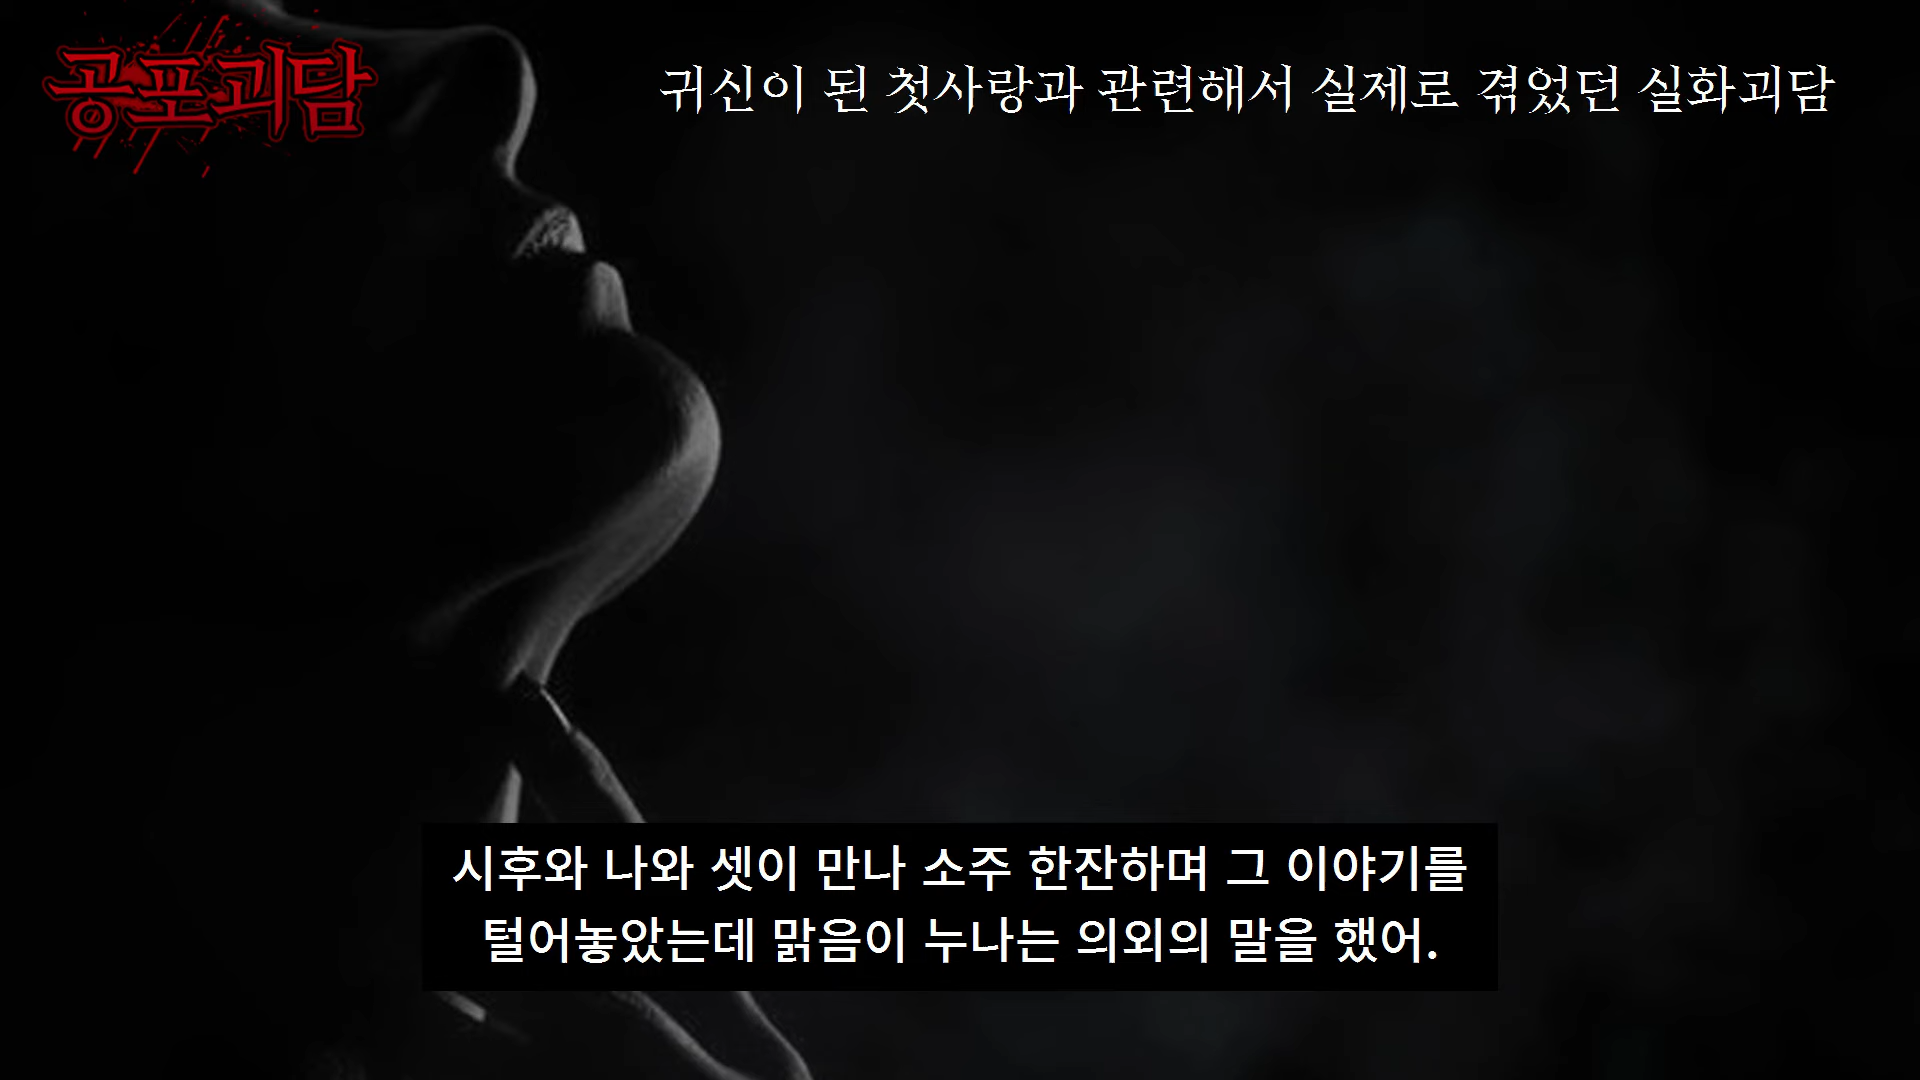 공포괴담
귀신이 된 첫사랑과 관련해서 실제로 겪었던 실화괴담
시후와 나와 셋이 만나 소주 한잔하며 그 이야기를
털어놓았는데 맑음이 누나는 의외의 말을 했어.